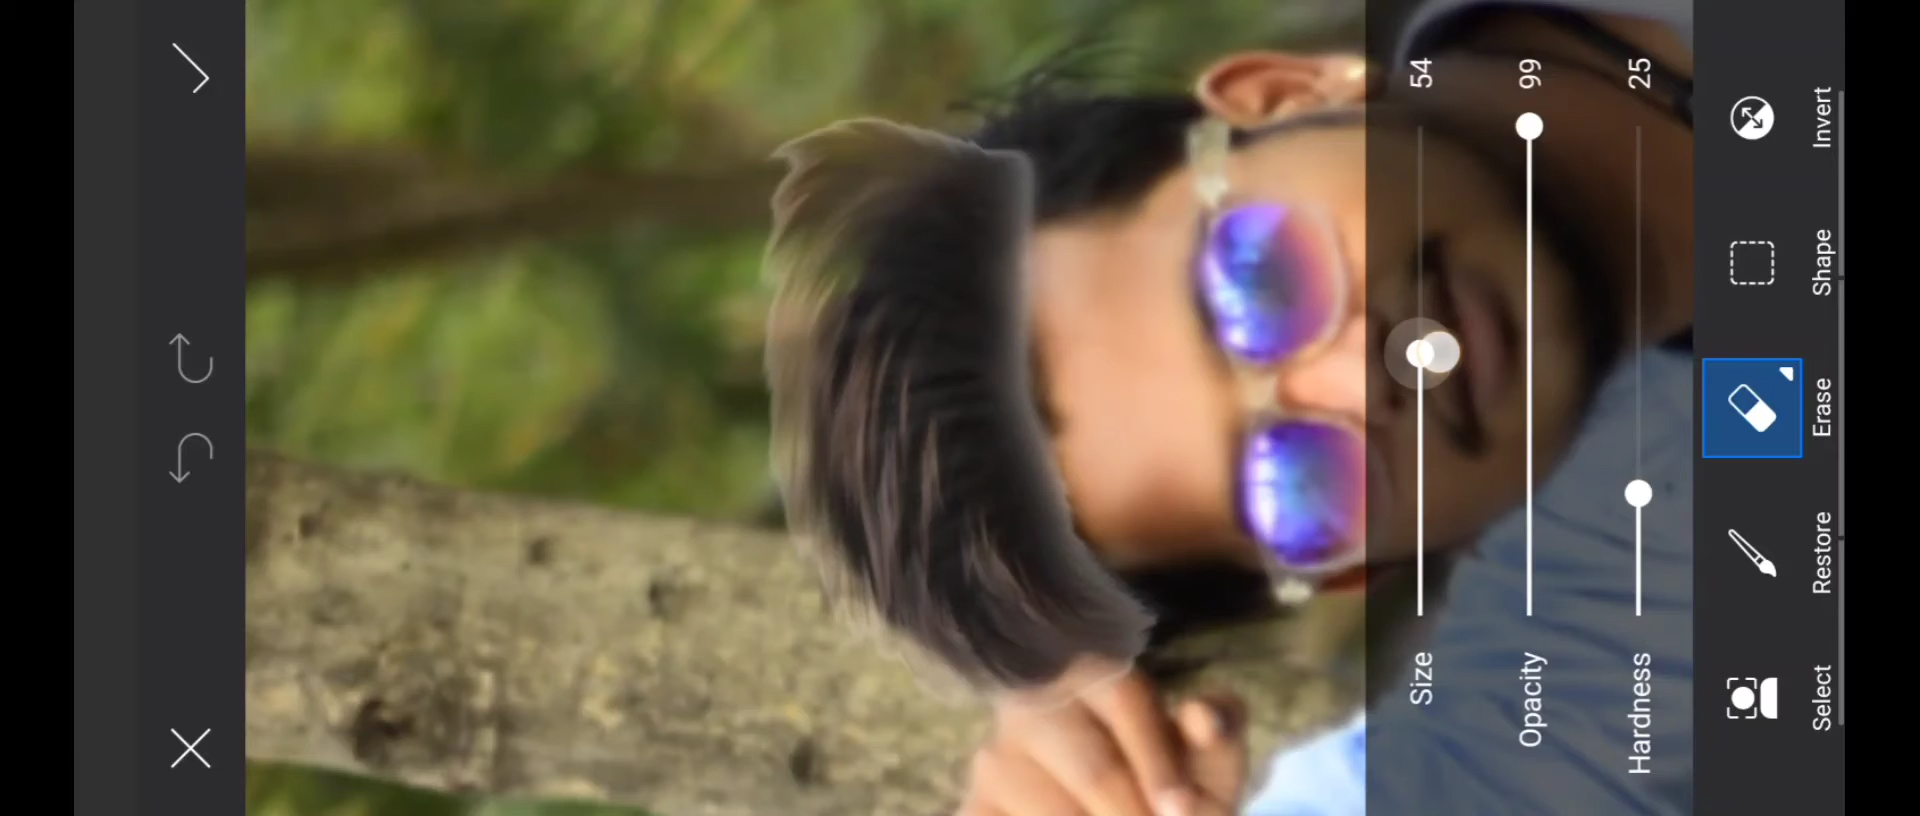 Size 54
Opacity 99
Hardness 25
Select
Restore
Erase
Shape
Invert